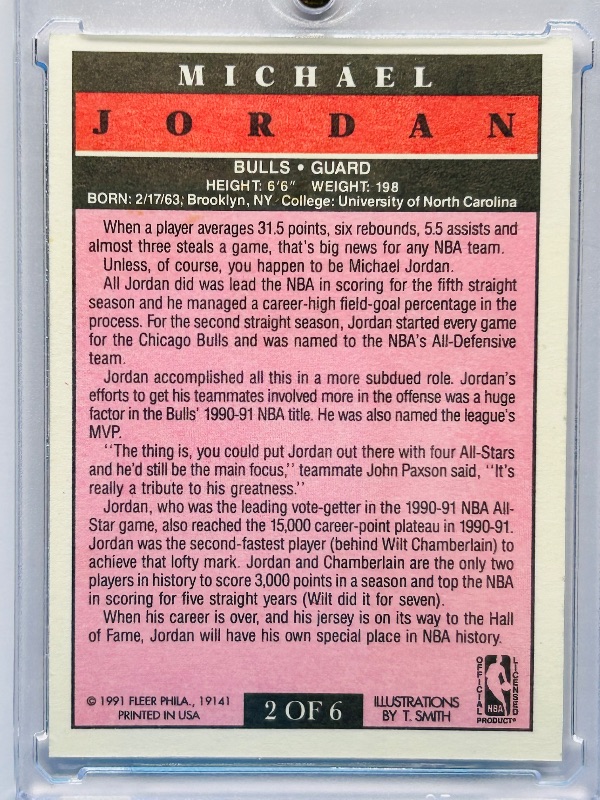 MICHAEL
JORDAN
BULLS • GUARD
HEIGHT: 6'6" WEIGHT: 198
BORN: 2/17/63, Brooklyn, NY College: University of North Carolina
When a player averages 31.5 points, six rebounds, 5.5 assists and
almost three steals a game, that's big news for any NBA team.
Unless, of course, you happen to be Michael Jordan.
All Jordan did was lead the NBA in scoring for the fifth straight
season and he managed a career-high field-goal percentage in the
process. For the second straight season, Jordan started every game
for the Chicago Bulls and was named to the NBA's All-Defensive
team.
Jordan accomplished all this in a more subdued role. Jordan's
efforts to get his teammates involved more in the offense was a huge
factor in the Bulls' 1990-91 NBA title. He was also named the league's
MVP.
"The thing is, you could put Jordan out there with four All-Stars
and he'd still be the main focus," teammate John Paxson said, "It's
really a tribute to his greatness."
Jordan, who was the leading vote-getter in the 1990-91 NBA All-
Star game, also reached the 15,000 career-point plateau in 1990-91.
Jordan was the second-fastest player (behind Wilt Chamberlain) to
achieve that lofty mark. Jordan and Chamberlain are the only two
players in history to score 3,000 points in a season and top the NBA
in scoring for five straight years (Wilt did it for seven).
When his career is over, and his jersey is on its way to the Hall
of Fame, Jordan will have his own special place in NBA history.
© 1991 FLEER PHILA., 19141
PRINTED IN USA
2 OF 6
ILLUSTRATIONS
BY T. SMITH
OFFICIAL
LICENSED
NBA
PRODUCT®